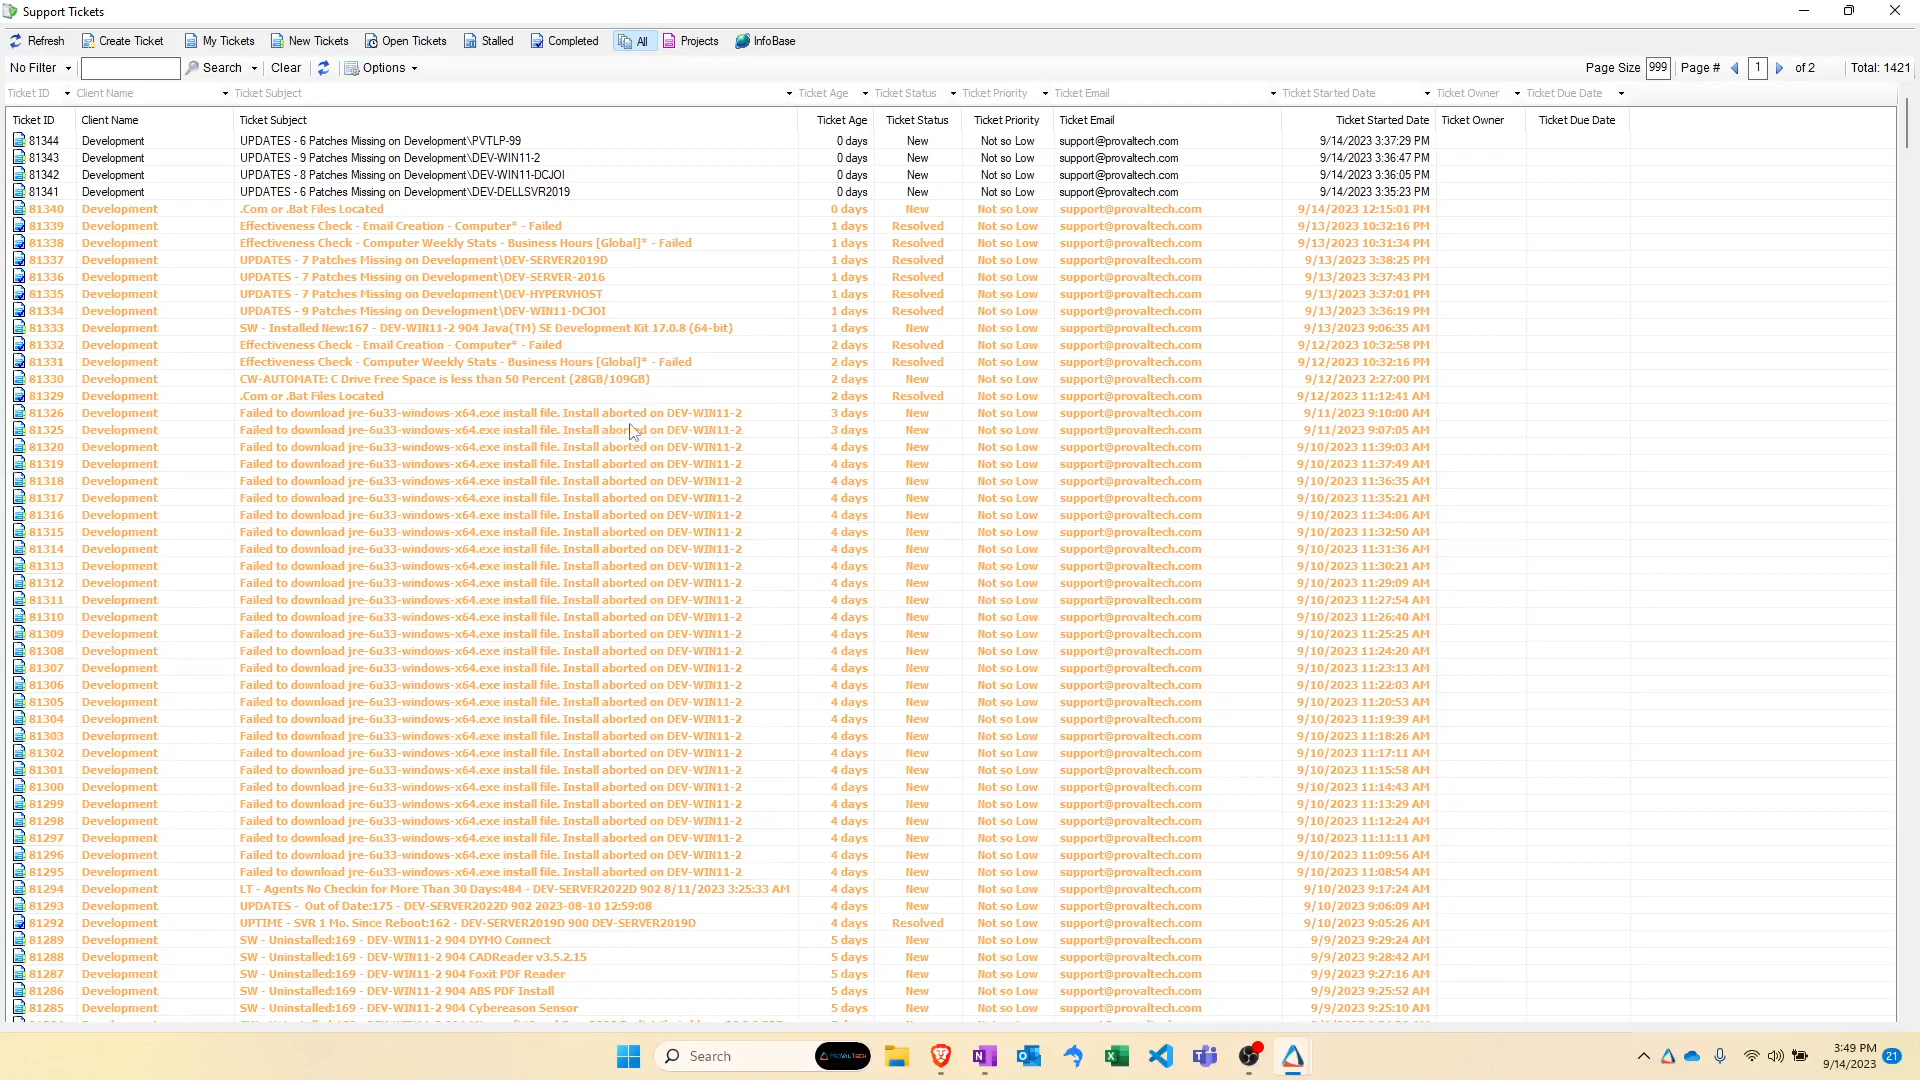 Support Tickets
Refresh Create Ticket My Tickets New Tickets Open Tickets Stalled Completed All Projects InfoBase
No Filter Search Clear Options Page Size 999 Page # 1 of 2 Total: 1421
Ticket ID Client Name Ticket Subject Ticket Age Ticket Status Ticket Priority Ticket Email Ticket Started Date Ticket Owner Ticket Due Date
Ticket ID Client Name Ticket Subject Ticket Age Ticket Status Ticket Priority Ticket Email Ticket Started Date Ticket Owner Ticket Due Date
81344 Development UPDATES - 6 Patches Missing on Development\PVTLP-99 0 days New Not so Low support@provaltech.com 9/14/2023 3:37:29 PM
81343 Development UPDATES - 9 Patches Missing on Development\DEV-WIN11-2 0 days New Not so Low support@provaltech.com 9/14/2023 3:36:47 PM
81342 Development UPDATES - 8 Patches Missing on Development\DEV-WIN11-DCJOI 0 days New Not so Low support@provaltech.com 9/14/2023 3:36:05 PM
81341 Development UPDATES - 6 Patches Missing on Development\DEV-DELLSVR2019 0 days New Not so Low support@provaltech.com 9/14/2023 3:35:23 PM
81340 Development .Com or .Bat Files Located 0 days New Not so Low support@provaltech.com 9/14/2023 12:15:01 PM
81339 Development Effectiveness Check - Email Creation - Computer* - Failed 1 days Resolved Not so Low support@provaltech.com 9/13/2023 10:32:16 PM
81338 Development Effectiveness Check - Computer Weekly Stats - Business Hours [Global]* - Failed 1 days Resolved Not so Low support@provaltech.com 9/13/2023 10:31:34 PM
81337 Development UPDATES - 7 Patches Missing on Development\DEV-SERVER2019D 1 days Resolved Not so Low support@provaltech.com 9/13/2023 3:38:25 PM
81336 Development UPDATES - 7 Patches Missing on Development\DEV-SERVER-2016 1 days Resolved Not so Low support@provaltech.com 9/13/2023 3:37:43 PM
81335 Development UPDATES - 7 Patches Missing on Development\DEV-HYPERVHOST 1 days Resolved Not so Low support@provaltech.com 9/13/2023 3:37:01 PM
81334 Development UPDATES - 9 Patches Missing on Development\DEV-WIN11-DCJOI 1 days Resolved Not so Low support@provaltech.com 9/13/2023 3:36:19 PM
81333 Development SW - Installed New:167 - DEV-WIN11-2 904 Java(TM) SE Development Kit 17.0.8 (64-bit) 1 days New Not so Low support@provaltech.com 9/13/2023 9:06:35 AM
81332 Development Effectiveness Check - Email Creation - Computer* - Failed 2 days Resolved Not so Low support@provaltech.com 9/12/2023 10:32:58 PM
81331 Development Effectiveness Check - Computer Weekly Stats - Business Hours [Global]* - Failed 2 days Resolved Not so Low support@provaltech.com 9/12/2023 10:32:16 PM
81330 Development CW-AUTOMATE: C Drive Free Space is less than 50 Percent (28GB/109GB) 2 days New Not so Low support@provaltech.com 9/12/2023 2:27:00 PM
81329 Development .Com or .Bat Files Located 2 days Resolved Not so Low support@provaltech.com 9/12/2023 11:12:41 AM
81326 Development Failed to download jre-6u33-windows-x64.exe install file. Install aborted on DEV-WIN11-2 3 days New Not so Low support@provaltech.com 9/11/2023 9:10:00 AM
81325 Development Failed to download jre-6u33-windows-x64.exe install file. Install aborted on DEV-WIN11-2 3 days New Not so Low support@provaltech.com 9/11/2023 9:07:05 AM
81320 Development Failed to download jre-6u33-windows-x64.exe install file. Install aborted on DEV-WIN11-2 4 days New Not so Low support@provaltech.com 9/10/2023 11:39:03 AM
81319 Development Failed to download jre-6u33-windows-x64.exe install file. Install aborted on DEV-WIN11-2 4 days New Not so Low support@provaltech.com 9/10/2023 11:37:49 AM
81318 Development Failed to download jre-6u33-windows-x64.exe install file. Install aborted on DEV-WIN11-2 4 days New Not so Low support@provaltech.com 9/10/2023 11:36:35 AM
81317 Development Failed to download jre-6u33-windows-x64.exe install file. Install aborted on DEV-WIN11-2 4 days New Not so Low support@provaltech.com 9/10/2023 11:35:21 AM
81316 Development Failed to download jre-6u33-windows-x64.exe install file. Install aborted on DEV-WIN11-2 4 days New Not so Low support@provaltech.com 9/10/2023 11:34:06 AM
81315 Development Failed to download jre-6u33-windows-x64.exe install file. Install aborted on DEV-WIN11-2 4 days New Not so Low support@provaltech.com 9/10/2023 11:32:50 AM
81314 Development Failed to download jre-6u33-windows-x64.exe install file. Install aborted on DEV-WIN11-2 4 days New Not so Low support@provaltech.com 9/10/2023 11:31:36 AM
81313 Development Failed to download jre-6u33-windows-x64.exe install file. Install aborted on DEV-WIN11-2 4 days New Not so Low support@provaltech.com 9/10/2023 11:30:21 AM
81312 Development Failed to download jre-6u33-windows-x64.exe install file. Install aborted on DEV-WIN11-2 4 days New Not so Low support@provaltech.com 9/10/2023 11:29:09 AM
81311 Development Failed to download jre-6u33-windows-x64.exe install file. Install aborted on DEV-WIN11-2 4 days New Not so Low support@provaltech.com 9/10/2023 11:27:54 AM
81310 Development Failed to download jre-6u33-windows-x64.exe install file. Install aborted on DEV-WIN11-2 4 days New Not so Low support@provaltech.com 9/10/2023 11:26:40 AM
81309 Development Failed to download jre-6u33-windows-x64.exe install file. Install aborted on DEV-WIN11-2 4 days New Not so Low support@provaltech.com 9/10/2023 11:25:25 AM
81308 Development Failed to download jre-6u33-windows-x64.exe install file. Install aborted on DEV-WIN11-2 4 days New Not so Low support@provaltech.com 9/10/2023 11:24:20 AM
81307 Development Failed to download jre-6u33-windows-x64.exe install file. Install aborted on DEV-WIN11-2 4 days New Not so Low support@provaltech.com 9/10/2023 11:23:13 AM
81306 Development Failed to download jre-6u33-windows-x64.exe install file. Install aborted on DEV-WIN11-2 4 days New Not so Low support@provaltech.com 9/10/2023 11:22:03 AM
81305 Development Failed to download jre-6u33-windows-x64.exe install file. Install aborted on DEV-WIN11-2 4 days New Not so Low support@provaltech.com 9/10/2023 11:20:53 AM
81304 Development Failed to download jre-6u33-windows-x64.exe install file. Install aborted on DEV-WIN11-2 4 days New Not so Low support@provaltech.com 9/10/2023 11:19:39 AM
81303 Development Failed to download jre-6u33-windows-x64.exe install file. Install aborted on DEV-WIN11-2 4 days New Not so Low support@provaltech.com 9/10/2023 11:18:26 AM
81302 Development Failed to download jre-6u33-windows-x64.exe install file. Install aborted on DEV-WIN11-2 4 days New Not so Low support@provaltech.com 9/10/2023 11:17:11 AM
81301 Development Failed to download jre-6u33-windows-x64.exe install file. Install aborted on DEV-WIN11-2 4 days New Not so Low support@provaltech.com 9/10/2023 11:15:58 AM
81300 Development Failed to download jre-6u33-windows-x64.exe install file. Install aborted on DEV-WIN11-2 4 days New Not so Low support@provaltech.com 9/10/2023 11:14:43 AM
81299 Development Failed to download jre-6u33-windows-x64.exe install file. Install aborted on DEV-WIN11-2 4 days New Not so Low support@provaltech.com 9/10/2023 11:13:29 AM
81298 Development Failed to download jre-6u33-windows-x64.exe install file. Install aborted on DEV-WIN11-2 4 days New Not so Low support@provaltech.com 9/10/2023 11:12:24 AM
81297 Development Failed to download jre-6u33-windows-x64.exe install file. Install aborted on DEV-WIN11-2 4 days New Not so Low support@provaltech.com 9/10/2023 11:11:11 AM
81296 Development Failed to download jre-6u33-windows-x64.exe install file. Install aborted on DEV-WIN11-2 4 days New Not so Low support@provaltech.com 9/10/2023 11:09:56 AM
81295 Development Failed to download jre-6u33-windows-x64.exe install file. Install aborted on DEV-WIN11-2 4 days New Not so Low support@provaltech.com 9/10/2023 11:08:54 AM
81294 Development LT - Agents No Checkin for More Than 30 Days:484 - DEV-SERVER2022D 902 8/11/2023 3:25:33 AM 4 days New Not so Low support@provaltech.com 9/10/2023 9:17:24 AM
81293 Development UPDATES - Out of Date:175 - DEV-SERVER2022D 902 2023-08-10 12:59:08 4 days New Not so Low support@provaltech.com 9/10/2023 9:06:09 AM
81292 Development UPTIME - SVR 1 Mo. Since Reboot:162 - DEV-SERVER2019D 900 DEV-SERVER2019D 4 days Resolved Not so Low support@provaltech.com 9/10/2023 9:05:26 AM
81289 Development SW - Uninstalled:169 - DEV-WIN11-2 904 DYMO Connect 5 days New Not so Low support@provaltech.com 9/9/2023 9:29:24 AM
81288 Development SW - Uninstalled:169 - DEV-WIN11-2 904 CADReader v3.5.2.15 5 days New Not so Low support@provaltech.com 9/9/2023 9:28:42 AM
81287 Development SW - Uninstalled:169 - DEV-WIN11-2 904 Foxit PDF Reader 5 days New Not so Low support@provaltech.com 9/9/2023 9:27:16 AM
81286 Development SW - Uninstalled:169 - DEV-WIN11-2 904 ABS PDF Install 5 days New Not so Low support@provaltech.com 9/9/2023 9:25:52 AM
81285 Development SW - Uninstalled:169 - DEV-WIN11-2 904 Cybereason Sensor 5 days New Not so Low support@provaltech.com 9/9/2023 9:25:10 AM
Search PROVALTECH 3:49 PM
9/14/2023 21